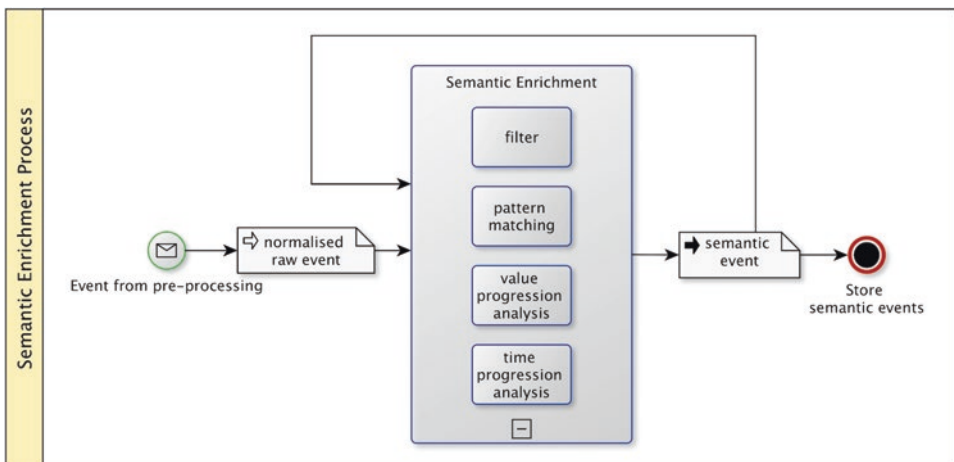 Semantic Enrichment Process
Semantic Enrichment
filter
pattern
matching
value
progression
analysis
time
progression
analysis
normalised
raw event
Event from pre-processing
semantic
event
Store
semantic events